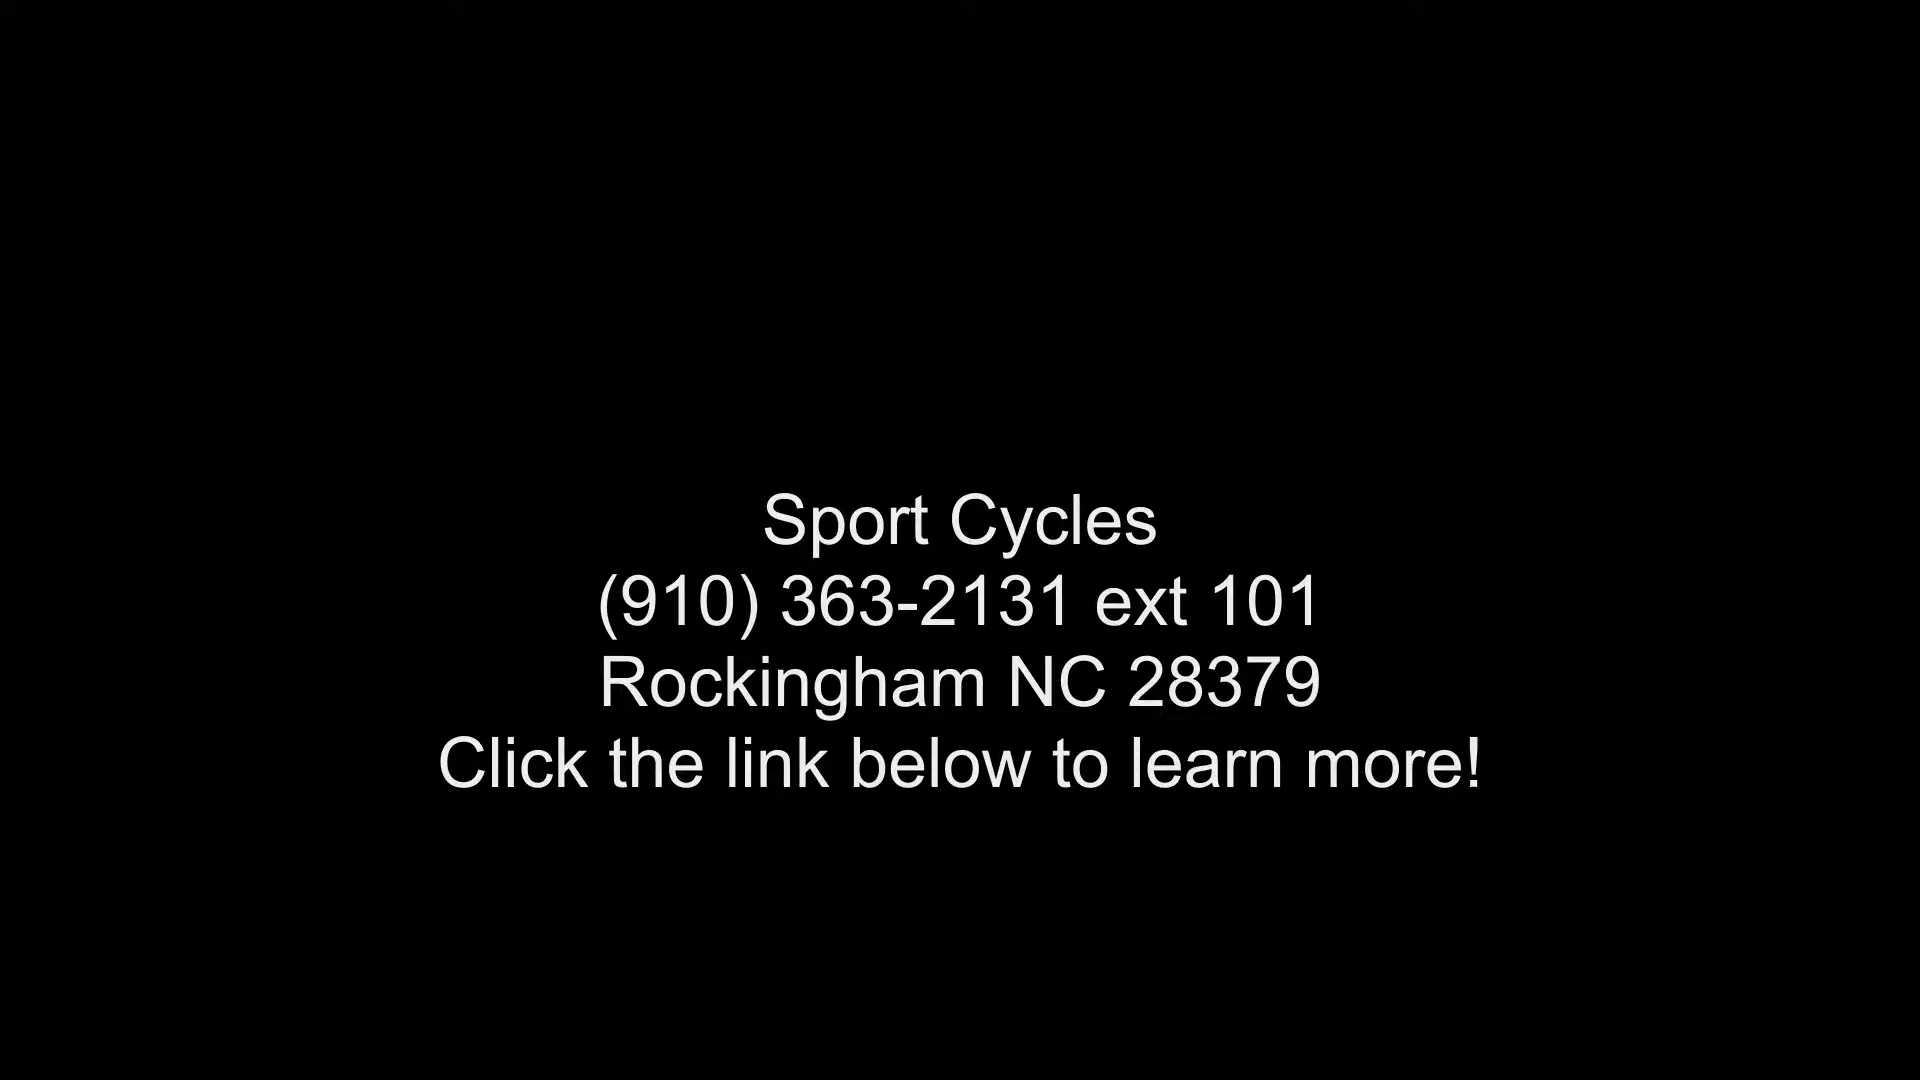 Sport Cycles
(910) 363-2131 ext 101
Rockingham NC 28379
Click the link below to learn more!